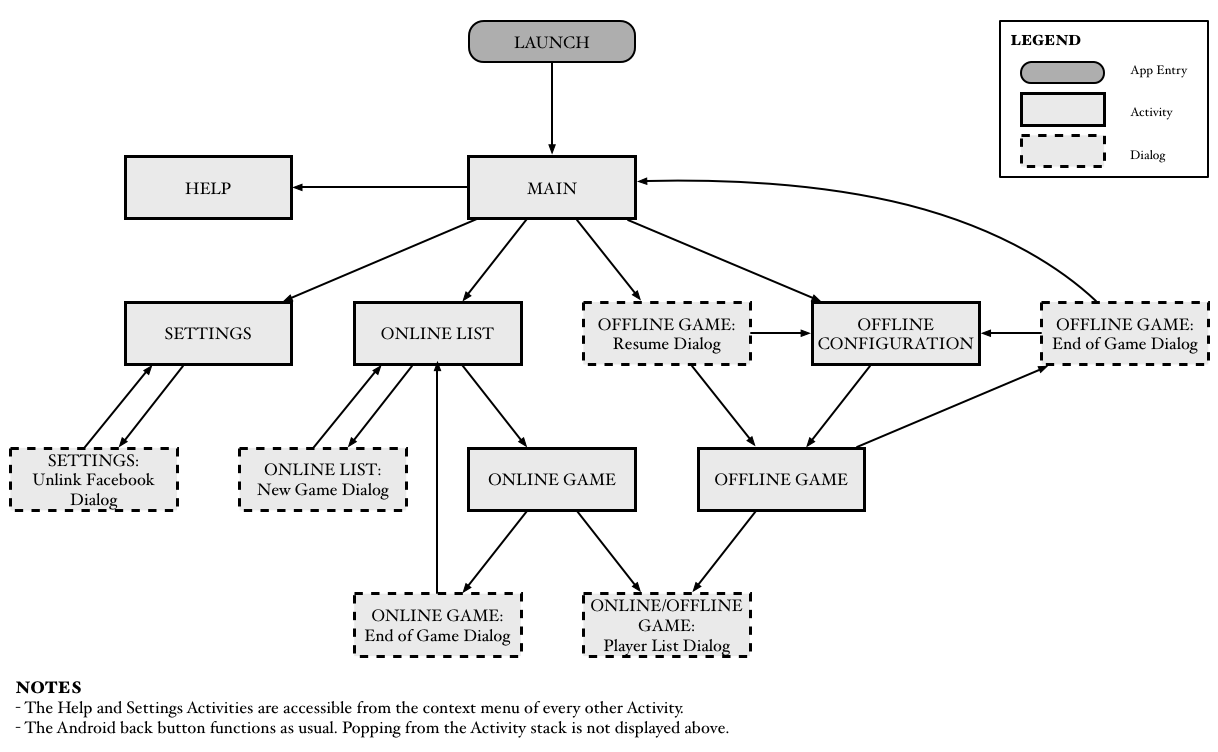 LAUNCH
LEGEND
App Entry
Activity
Dialog
HELP
MAIN
SETTINGS
ONLINE LIST
OFFLINE GAME:
Resume Dialog
OFFLINE
CONFIGURATION
OFFLINE GAME:
End of Game Dialog
SETTINGS:
Unlink Facebook
Dialog
ONLINE LIST:
New Game Dialog
ONLINE GAME
OFFLINE GAME
ONLINE GAME:
End of Game Dialog
ONLINE/OFFLINE
GAME:
Player List Dialog
NOTES
- The Help and Settings Activities are accessible from the context menu of every other Activity.
- The Android back button functions as usual. Popping from the Activity stack is not displayed above.